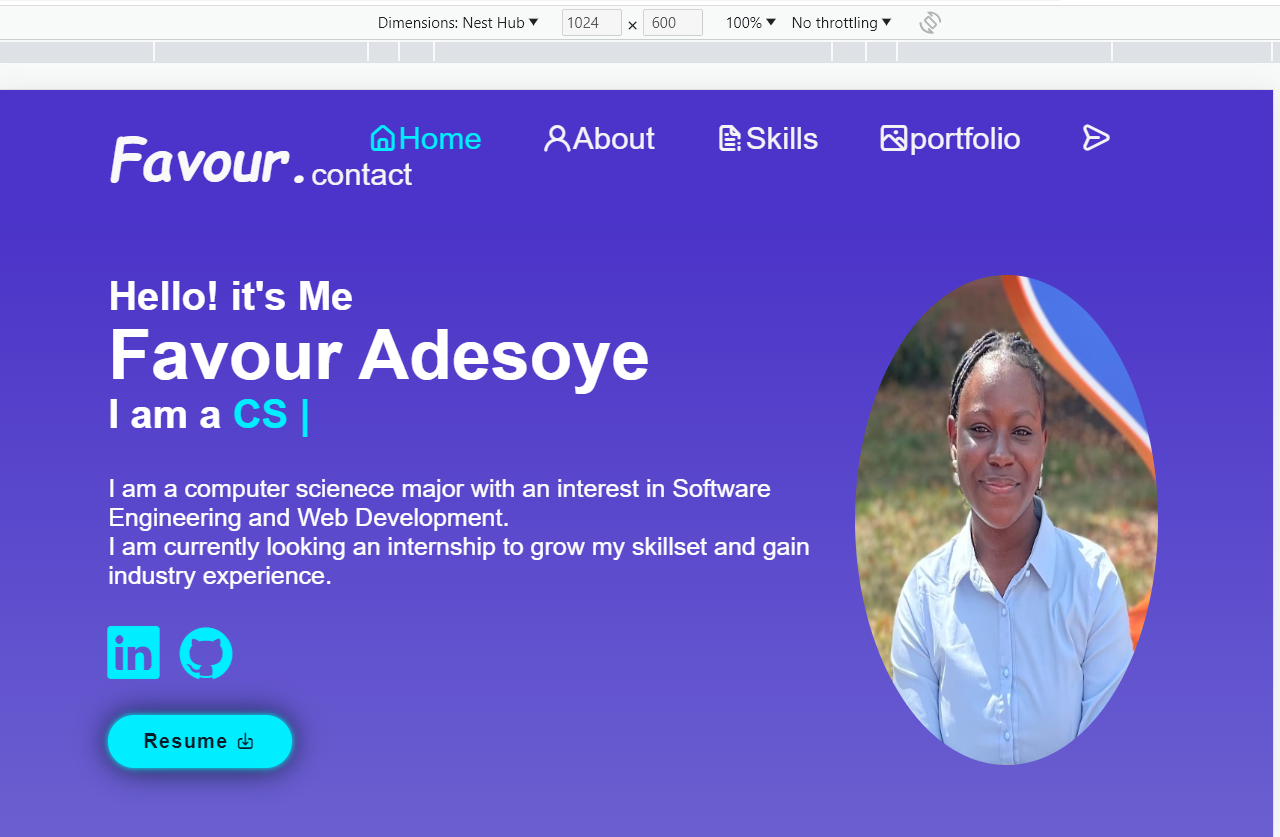 Dimensions: Nest Hub 1024 × 600 100% No throttling
Favour. Home About Skills portfolio
contact
Hello! it's Me
Favour Adesoye
I am a CS |
I am a computer scienece major with an interest in Software
Engineering and Web Development.
I am currently looking an internship to grow my skillset and gain
industry experience.
in
Resume